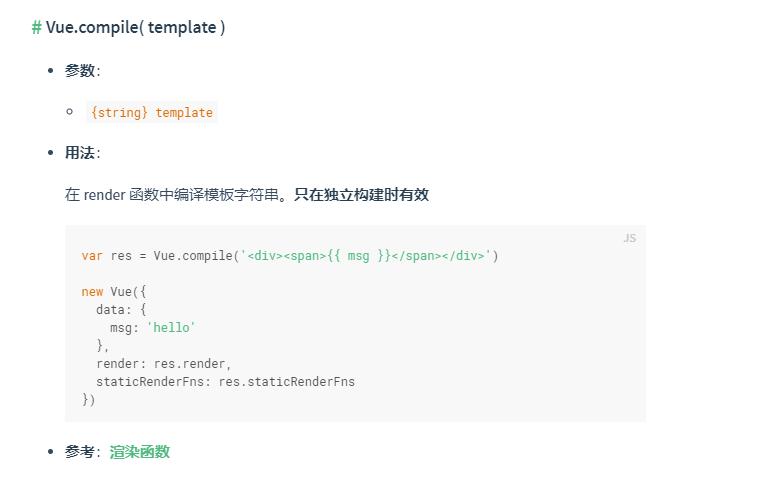 # Vue.compile( template )
参数：
{string} template
用法：
在 render 函数中编译模板字符串。只在独立构建时有效
JS
var res = Vue.compile('<div><span>{{ msg }}</span></div>')
new Vue({
  data: {
    msg: 'hello'
  },
  render: res.render,
  staticRenderFns: res.staticRenderFns
})
参考：渲染函数